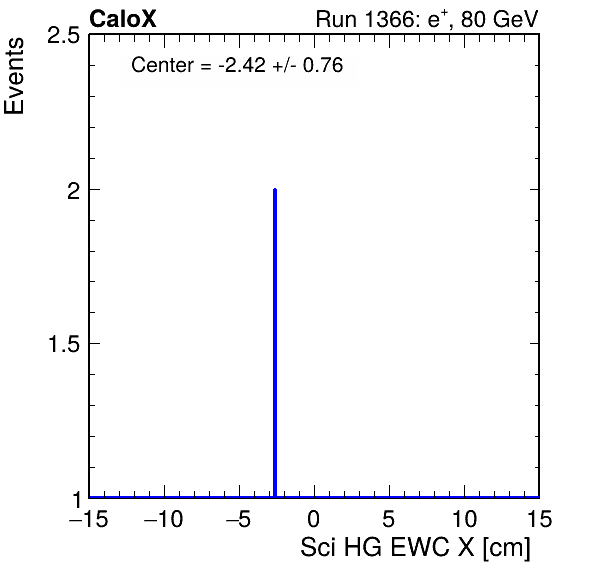 CaloX Run 1366: e+, 80 GeV
Center = -2.42 +/- 0.76
Events
2.5
2
1.5
1
−15 −10 −5 0 5 10 15
Sci HG EWC X [cm]